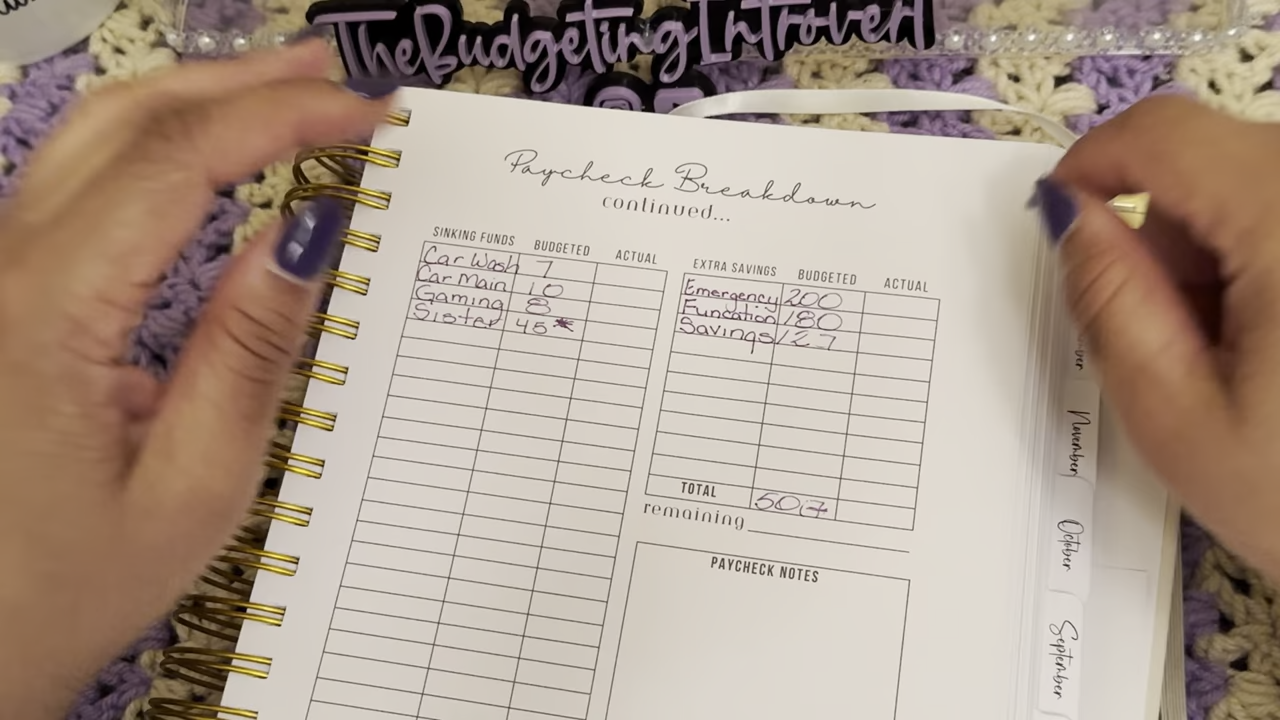 TheBudgetingIntrovert
Paycheck Breakdown
continued...
SINKING FUNDS BUDGETED ACTUAL
Car Wash 7
Car Main 10
Gaming 8
Sister 45*
EXTRA SAVINGS BUDGETED ACTUAL
Emergency 200
Funcation 180
Savings 127
TOTAL 507
remaining
PAYCHECK NOTES
November
October
September